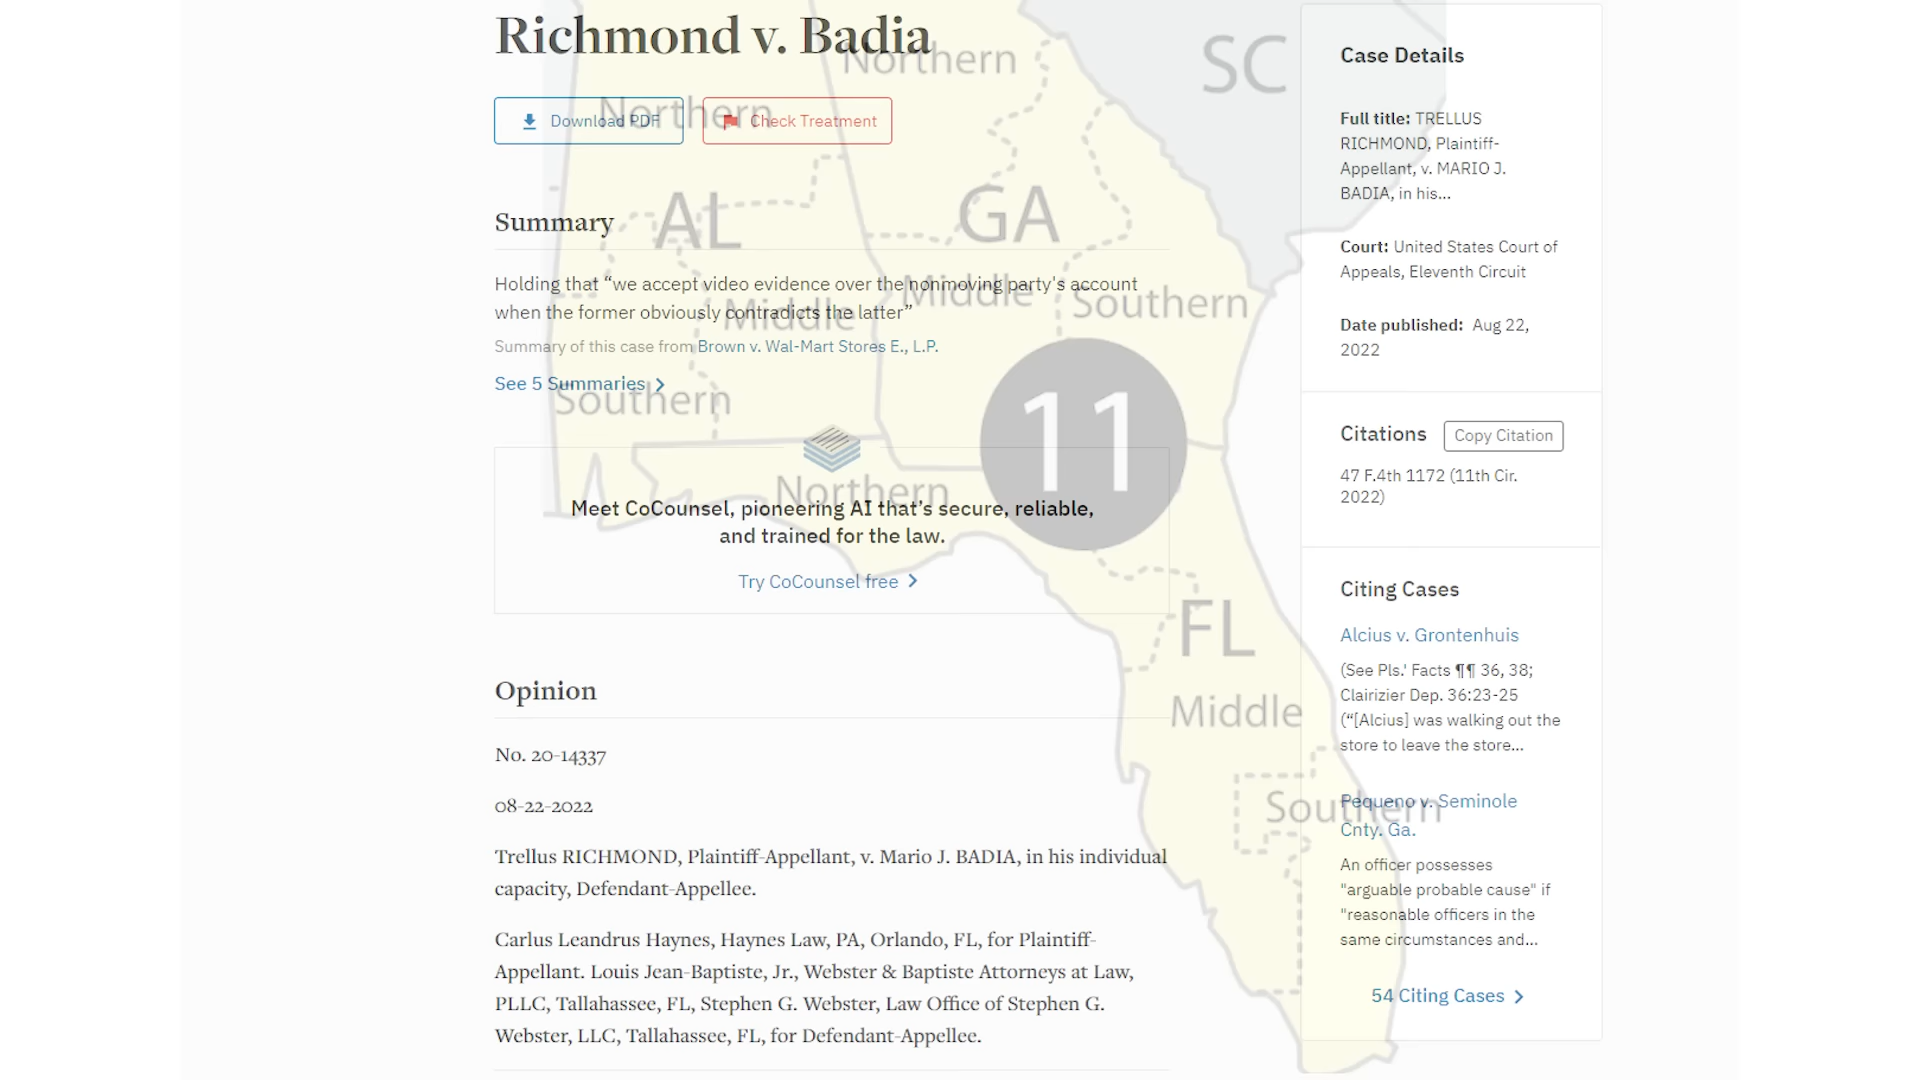 Richmond v. Badia
Download PDF
Check Treatment
Summary
Holding that “we accept video evidence over the nonmoving party's account
when the former obviously contradicts the latter”
Summary of this case from Brown v. Wal-Mart Stores E., L.P.
See 5 Summaries
Meet CoCounsel, pioneering AI that's secure, reliable,
and trained for the law.
Try CoCounsel free
Opinion
No. 20-14337
08-22-2022
Trellus RICHMOND, Plaintiff-Appellant, v. Mario J. BADIA, in his individual
capacity, Defendant-Appellee.
Carlus Leandrus Haynes, Haynes Law, PA, Orlando, FL, for Plaintiff-
Appellant. Louis Jean-Baptiste, Jr., Webster & Baptiste Attorneys at Law,
PLLC, Tallahassee, FL, Stephen G. Webster, Law Office of Stephen G.
Webster, LLC, Tallahassee, FL, for Defendant-Appellee.
Case Details
Full title: TRELLUS
RICHMOND, Plaintiff-
Appellant, v. MARIO J.
BADIA, in his...
Court: United States Court of
Appeals, Eleventh Circuit
Date published: Aug 22,
2022
Citations
Copy Citation
47 F.4th 1172 (11th Cir.
2022)
Citing Cases
Alcius v. Grontenhuis
(See Pls.' Facts ¶¶ 36, 38;
Clairizier Dep. 36:23-25
(“[Alcius] was walking out the
store to leave the store...
Pequeno v. Seminole
Cnty. Ga.
An officer possesses
"arguable probable cause" if
"reasonable officers in the
same circumstances and...
54 Citing Cases
Northern
SC
Northern
AL
GA
Middle
Middle
Southern
Southern
11
Northern
FL
Middle
Southern